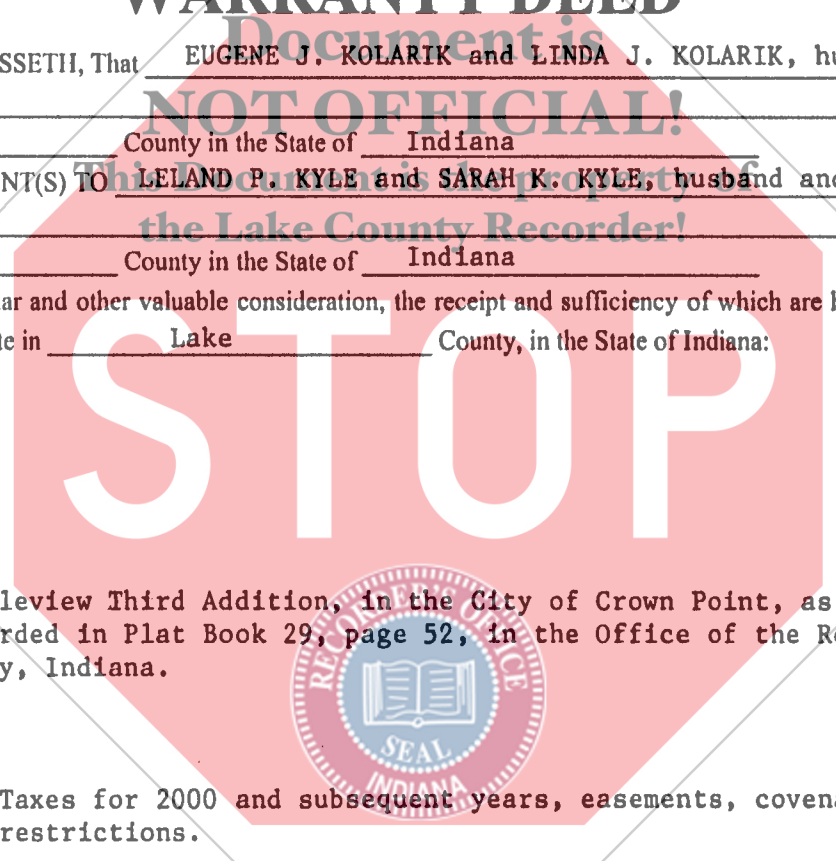 WARRANTY DEED
Document is
SSETH, That EUGENE J. KOLARIK and LINDA J. KOLARIK, hu
NOT OFFICIAL!
County in the State of Indiana
This Document is the property of
NT(S) TO LELAND P. KYLE and SARAH K. KYLE, husband and
the Lake County Recorder!
County in the State of Indiana
ar and other valuable consideration, the receipt and sufficiency of which are
te in Lake County, in the State of Indiana:
STOP
leview Third Addition, in the City of Crown Point, as
rded in Plat Book 29, page 52, in the Office of the Re
y, Indiana.
RECORDER'S OFFICE
SEAL
INDIANA
Taxes for 2000 and subsequent years, easements, covena
restrictions.